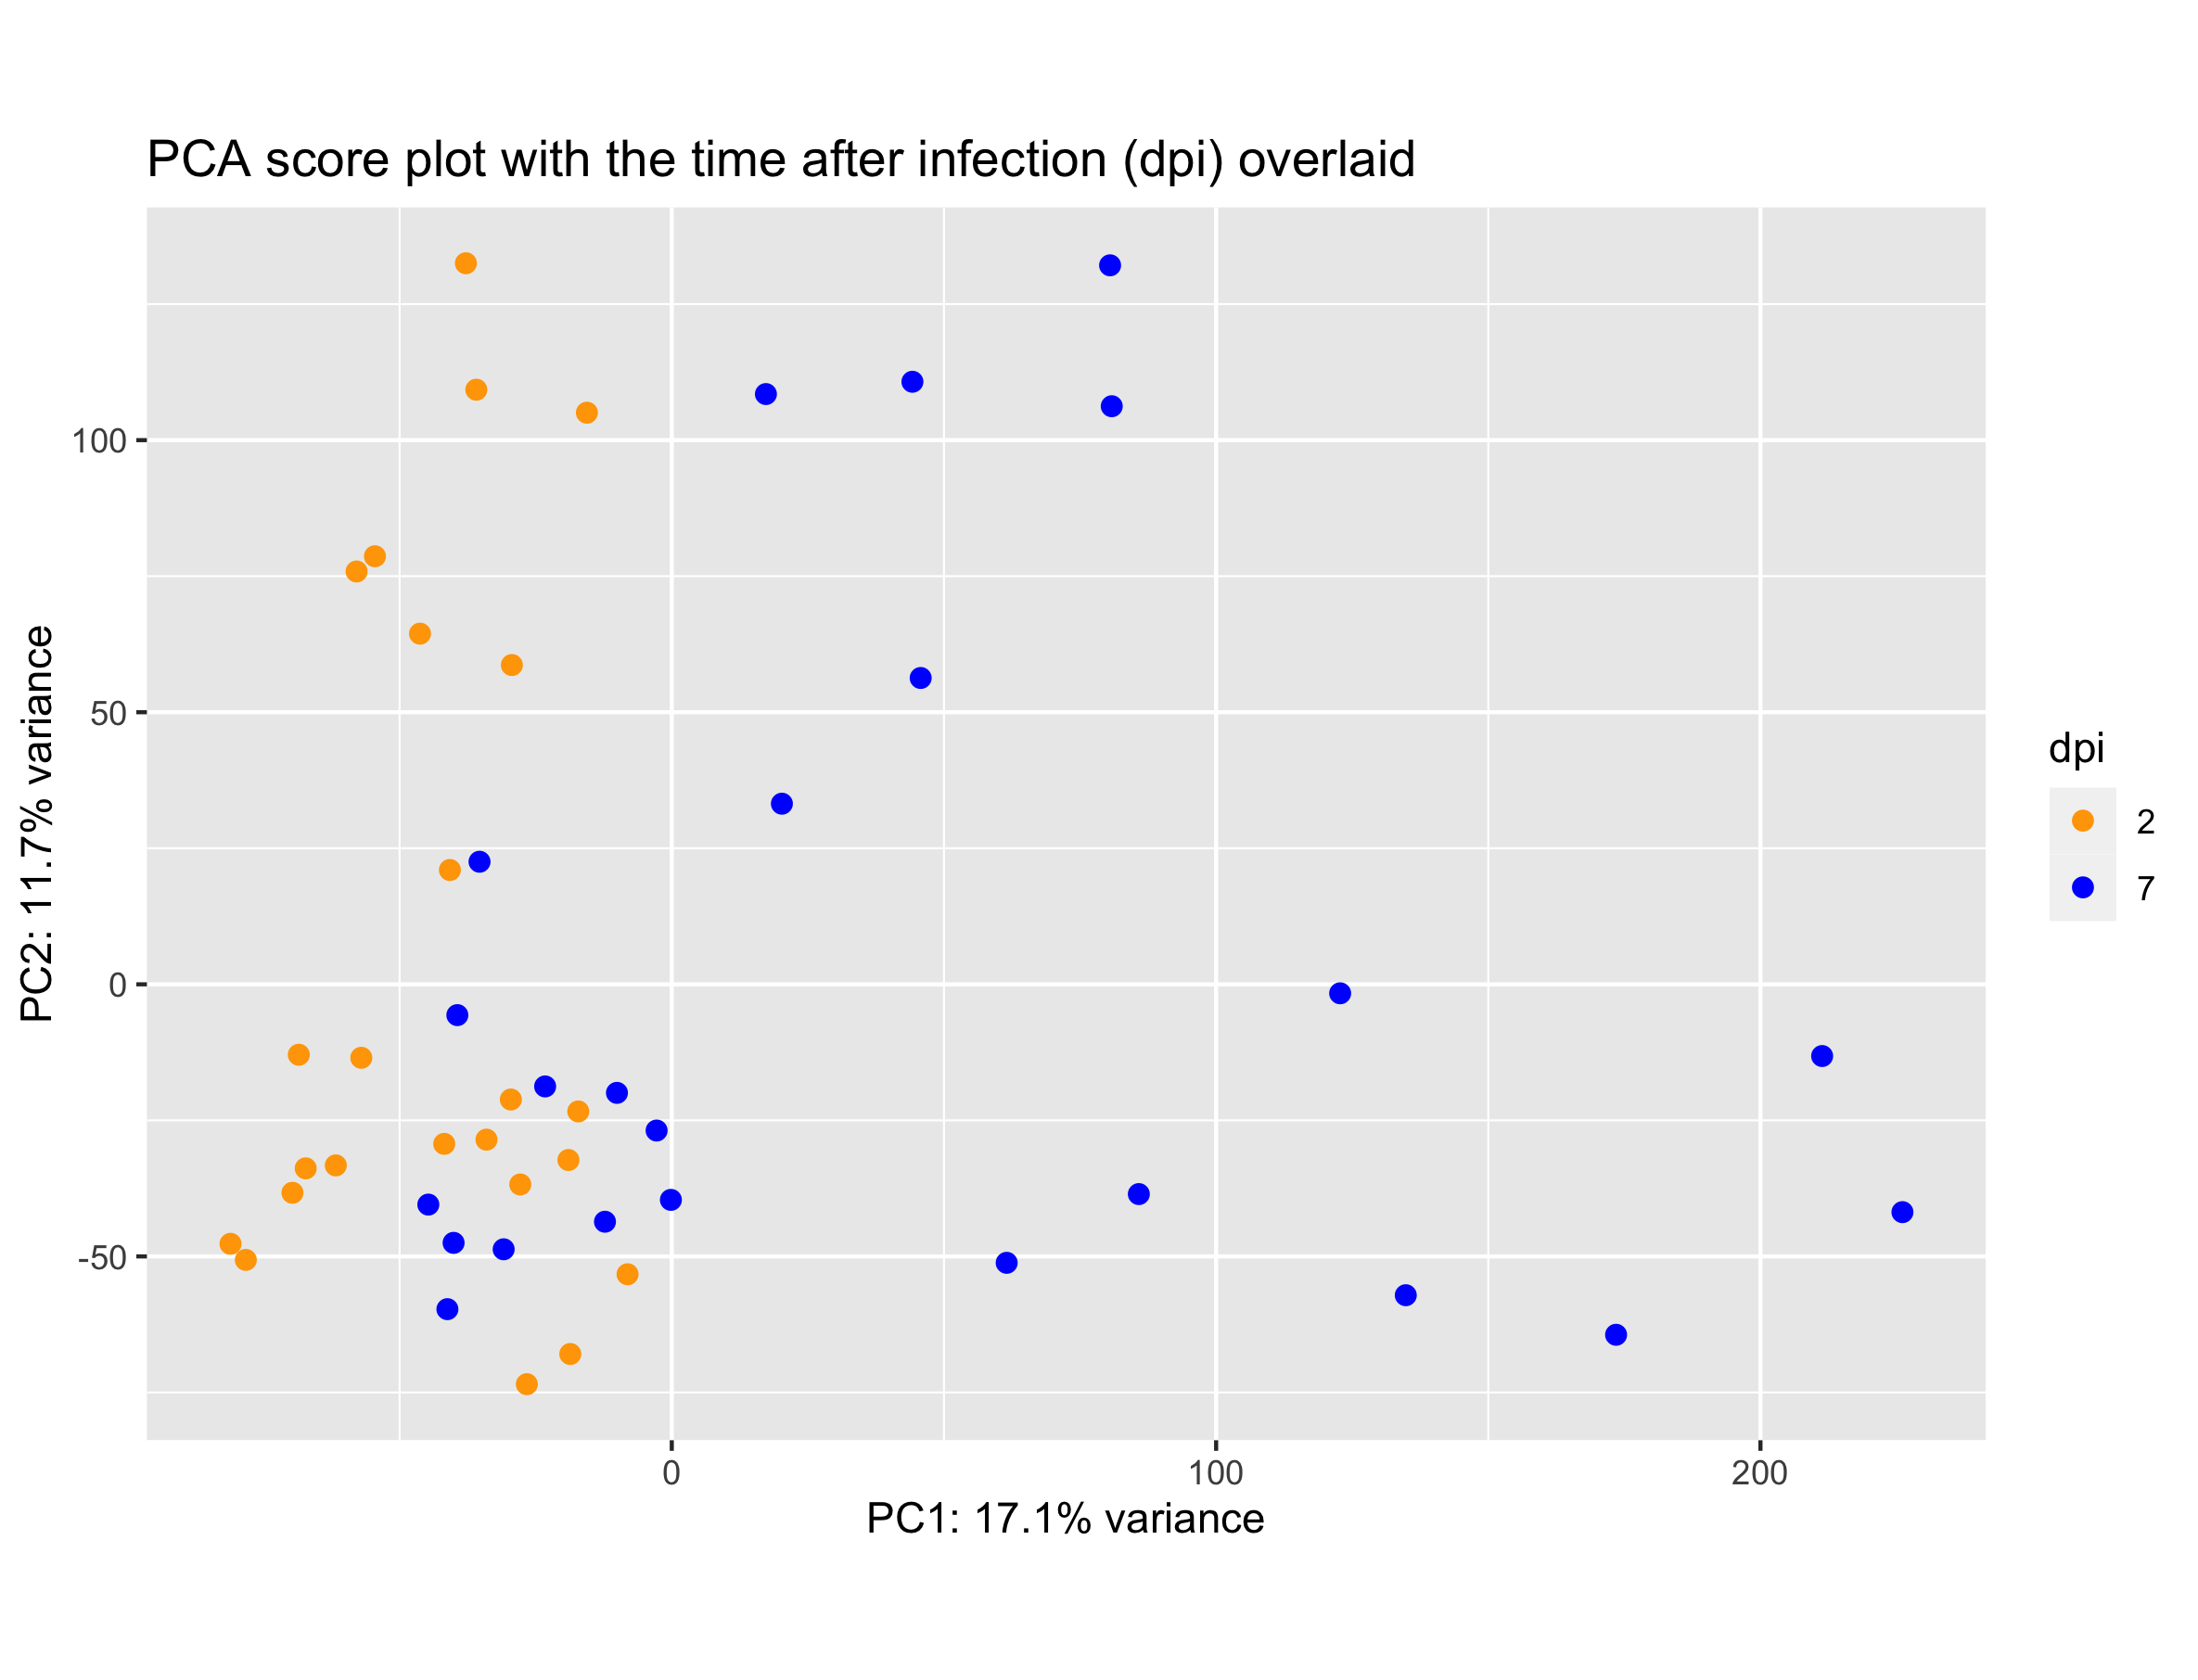 PCA score plot with the time after infection (dpi) overlaid
PC2: 11.7% variance
100
50
0
-50
0
100
200
PC1: 17.1% variance
dpi
2
7